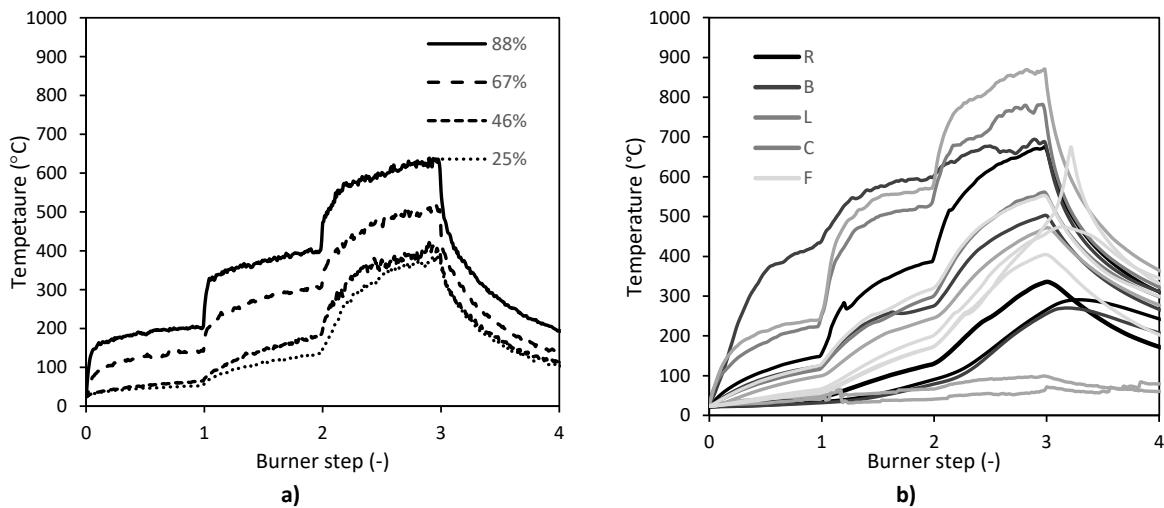 1000
900
800
700
600
500
400
300
200
100
0
Tempetaure (°C)
88%
67%
46%
25%
0 1 2 3 4
Burner step (-)
a)
1000
900
800
700
600
500
400
300
200
100
0
Temperature (°C)
R
B
L
C
F
0 1 2 3 4
Burner step (-)
b)